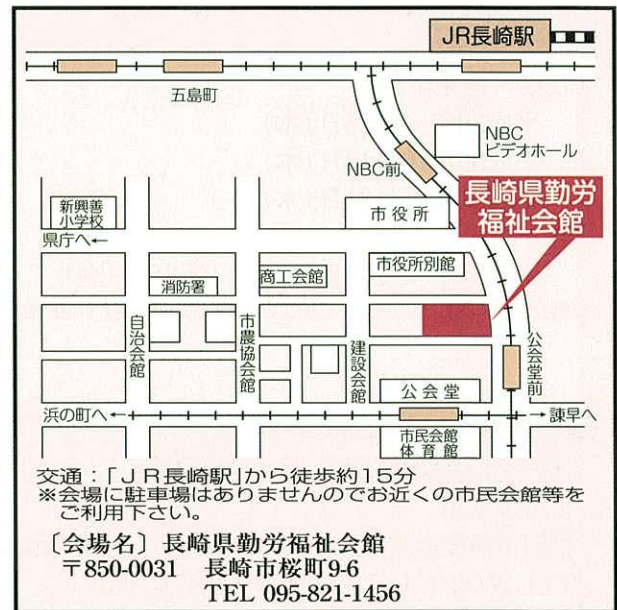 JR長崎駅
五島町
NBC
ビデオホール
NBC前
長崎県勤労
福祉会館
新興善
小学校
市役所
県庁へ←
市役所別館
商工会館
消防署
自治会館
市農協会館
建設会館
公会堂前
公会堂
浜の町へ←
→諫早へ
市民会館
体育館
交通：「JR長崎駅」から徒歩約15分
※会場に駐車場はありませんのでお近くの市民会館等を
ご利用下さい。
〔会場名〕長崎県勤労福祉会館
〒850-0031 長崎市桜町9-6
TEL 095-821-1456